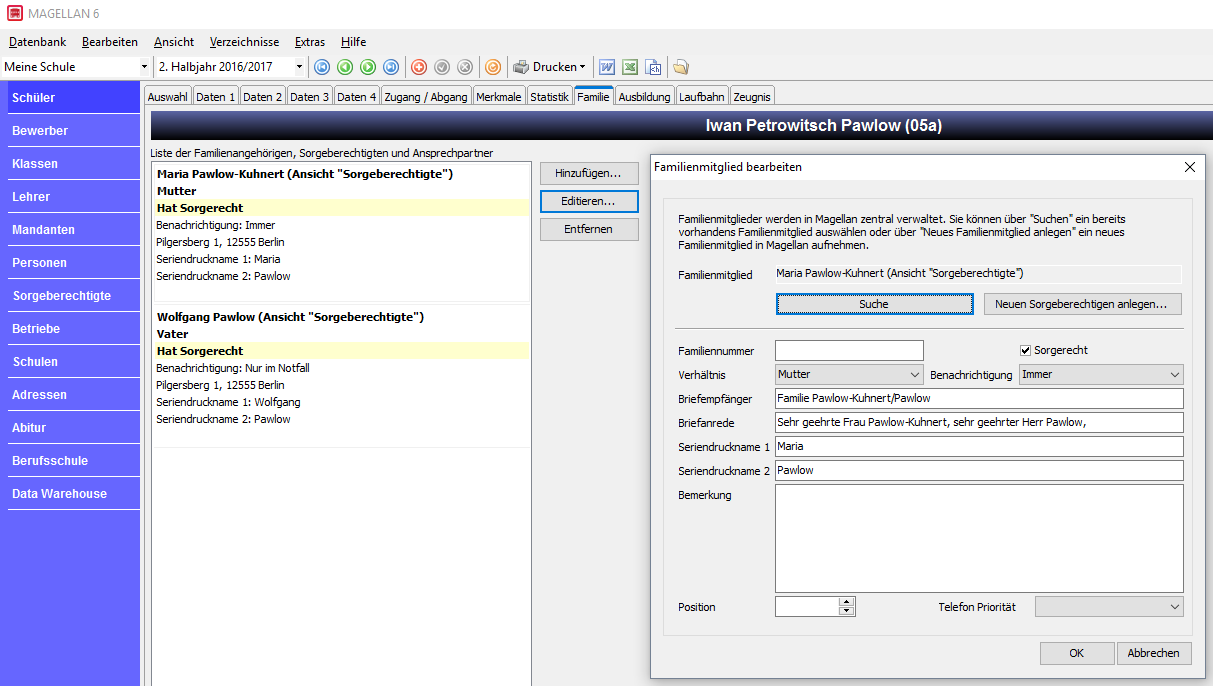 MAGELLAN 6
Datenbank Bearbeiten Ansicht Verzeichnisse Extras Hilfe
Meine Schule 2. Halbjahr 2016/2017 Drucken
Schüler
Bewerber
Klassen
Lehrer
Mandanten
Personen
Sorgeberechtigte
Betriebe
Schulen
Adressen
Abitur
Berufsschule
Data Warehouse
Auswahl Daten 1 Daten 2 Daten 3 Daten 4 Zugang / Abgang Merkmale Statistik Familie Ausbildung Laufbahn Zeugnis
Iwan Petrowitsch Pawlow (05a)
Liste der Familienangehörigen, Sorgeberechtigten und Ansprechpartner
Maria Pawlow-Kuhnert (Ansicht "Sorgeberechtigte")
Mutter
Hat Sorgerecht
Benachrichtigung: Immer
Pilgersberg 1, 12555 Berlin
Seriendruckname 1: Maria
Seriendruckname 2: Pawlow
Wolfgang Pawlow (Ansicht "Sorgeberechtigte")
Vater
Hat Sorgerecht
Benachrichtigung: Nur im Notfall
Pilgersberg 1, 12555 Berlin
Seriendruckname 1: Wolfgang
Seriendruckname 2: Pawlow
Hinzufügen...
Editieren...
Entfernen
Familienmitglied bearbeiten
Familienmitglieder werden in Magellan zentral verwaltet. Sie können über "Suchen" ein bereits
vorhandens Familienmitglied auswählen oder über "Neues Familienmitglied anlegen" ein neues
Familienmitglied in Magellan aufnehmen.
Familienmitglied Maria Pawlow-Kuhnert (Ansicht "Sorgeberechtigte")
Suche Neuen Sorgeberechtigen anlegen...
Familiennummer Sorgerecht
Verhältnis Mutter Benachrichtigung Immer
Briefempfänger Familie Pawlow-Kuhnert/Pawlow
Briefanrede Sehr geehrte Frau Pawlow-Kuhnert, sehr geehrter Herr Pawlow,
Seriendruckname 1 Maria
Seriendruckname 2 Pawlow
Bemerkung
Position Telefon Priorität
OK Abbrechen